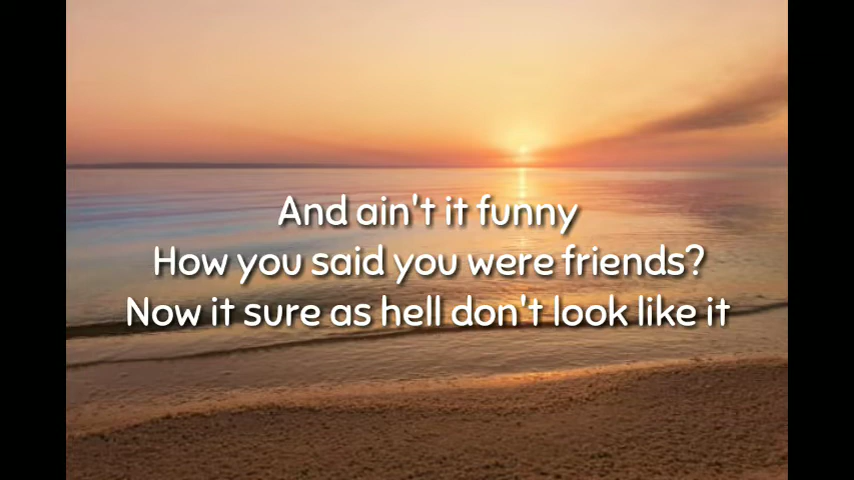 And ain't it funny
How you said you were friends?
Now it sure as hell don't look like it